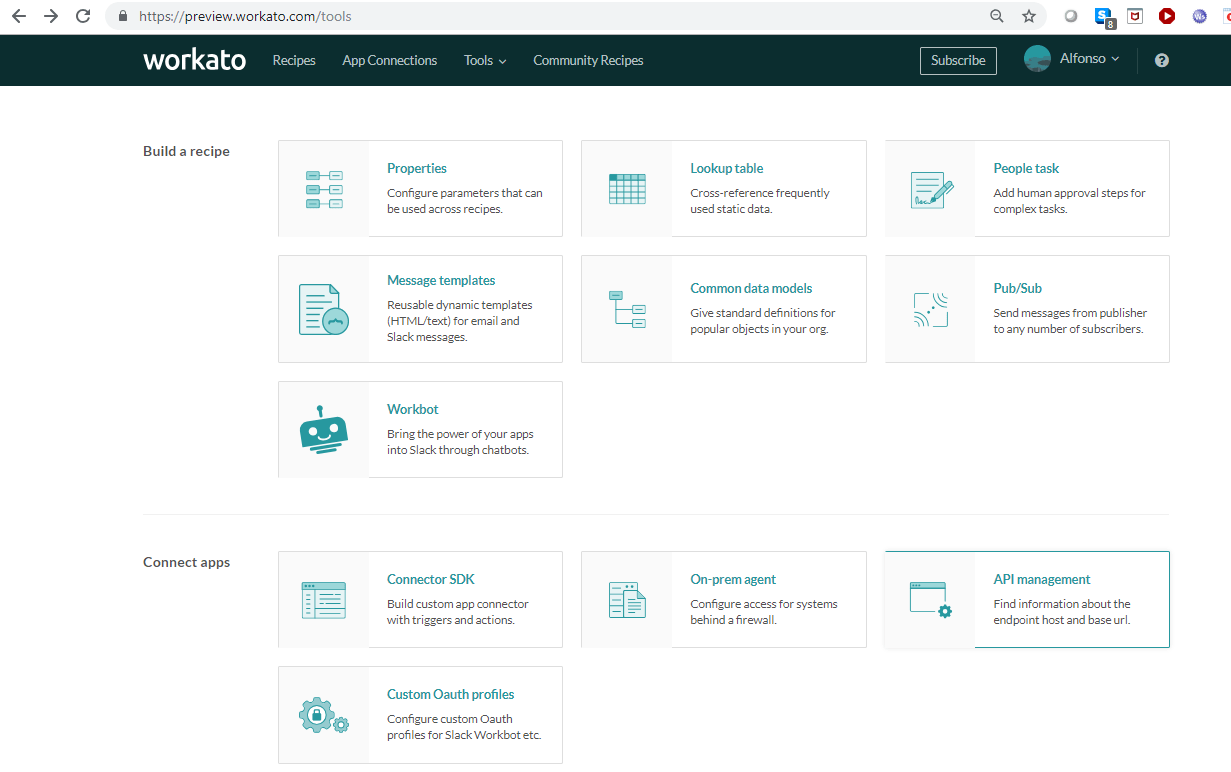 https://preview.workato.com/tools
8
workato Recipes App Connections Tools Community Recipes Subscribe Alfonso ?
Build a recipe
Properties
Configure parameters that can
be used across recipes.
Lookup table
Cross-reference frequently
used static data.
People task
Add human approval steps for
complex tasks.
Message templates
Reusable dynamic templates
(HTML/text) for email and
Slack messages.
Common data models
Give standard definitions for
popular objects in your org.
Pub/Sub
Send messages from publisher
to any number of subscribers.
Workbot
Bring the power of your apps
into Slack through chatbots.
Connect apps
Connector SDK
Build custom app connector
with triggers and actions.
On-prem agent
Configure access for systems
behind a firewall.
API management
Find information about the
endpoint host and base url.
Custom Oauth profiles
Configure custom Oauth
profiles for Slack Workbot etc.